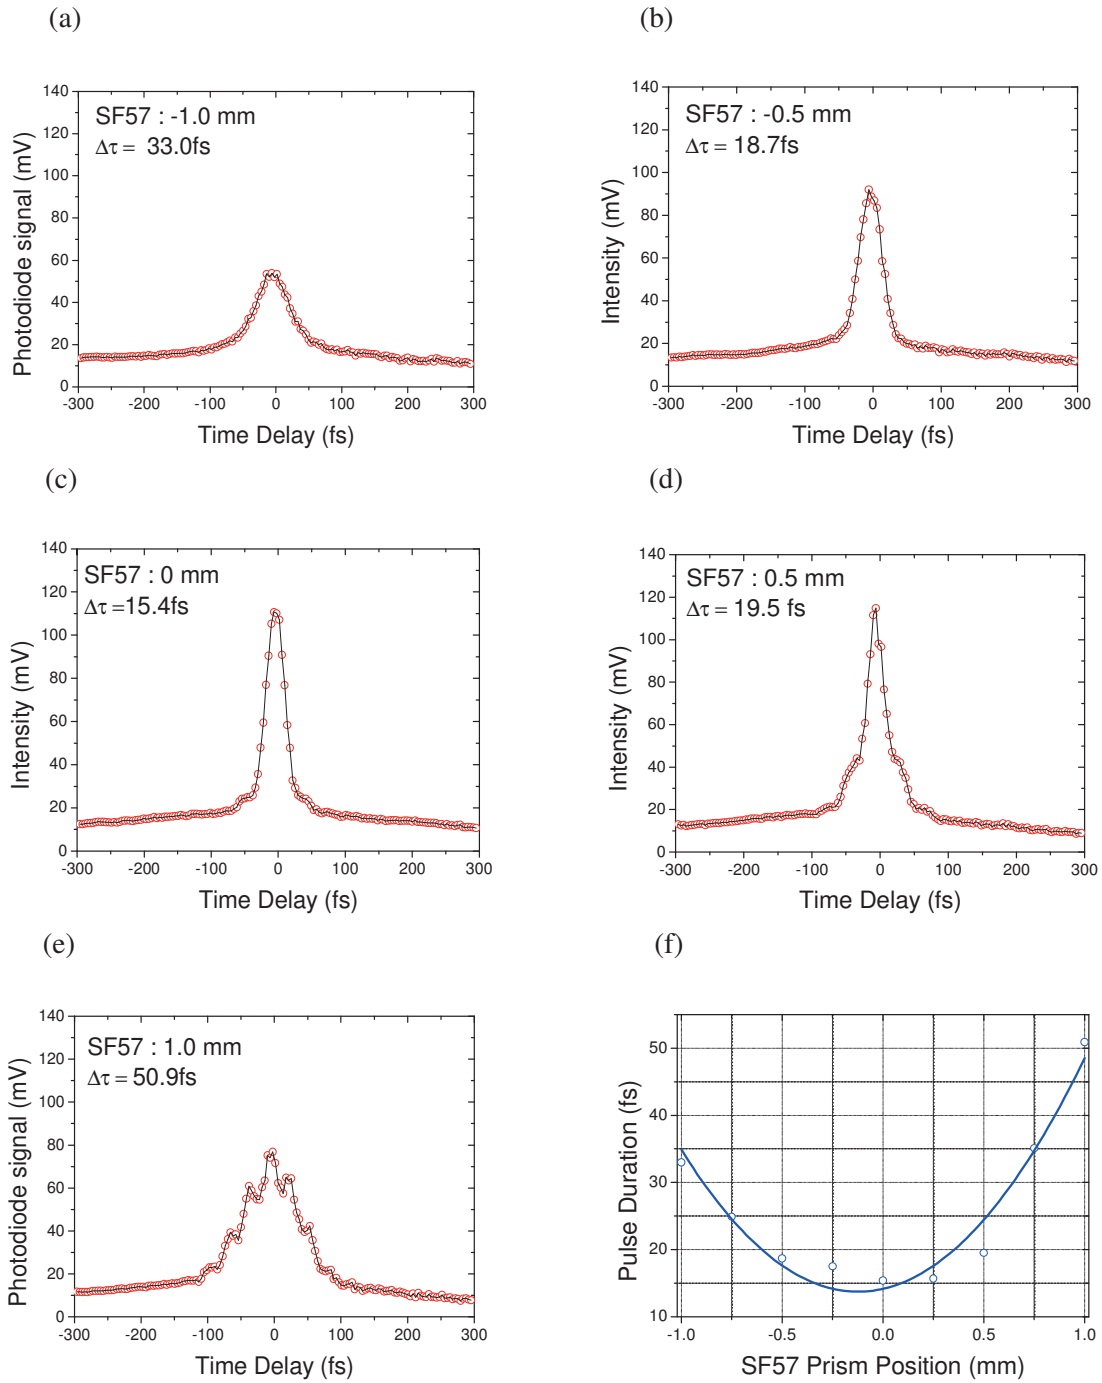 (a)
(b)
140
120
100
80
60
40
20
0
SF57 : -1.0 mm
Δτ = 33.0fs
Photodiode signal (mV)
-300 -200 -100 0 100 200 300
Time Delay (fs)
140
120
100
80
60
40
20
0
SF57 : -0.5 mm
Δτ = 18.7fs
Intensity (mV)
-300 -200 -100 0 100 200 300
Time Delay (fs)
(c)
(d)
140
120
100
80
60
40
20
0
SF57 : 0 mm
Δτ =15.4fs
Intensity (mV)
-300 -200 -100 0 100 200 300
Time Delay (fs)
140
120
100
80
60
40
20
0
SF57 : 0.5 mm
Δτ = 19.5 fs
Intensity (mV)
-300 -200 -100 0 100 200 300
Time Delay (fs)
(e)
(f)
140
120
100
80
60
40
20
0
SF57 : 1.0 mm
Δτ = 50.9fs
Photodiode signal (mV)
-300 -200 -100 0 100 200 300
Time Delay (fs)
50
40
30
20
10
Pulse Duration (fs)
-1.0 -0.5 0.0 0.5 1.0
SF57 Prism Position (mm)